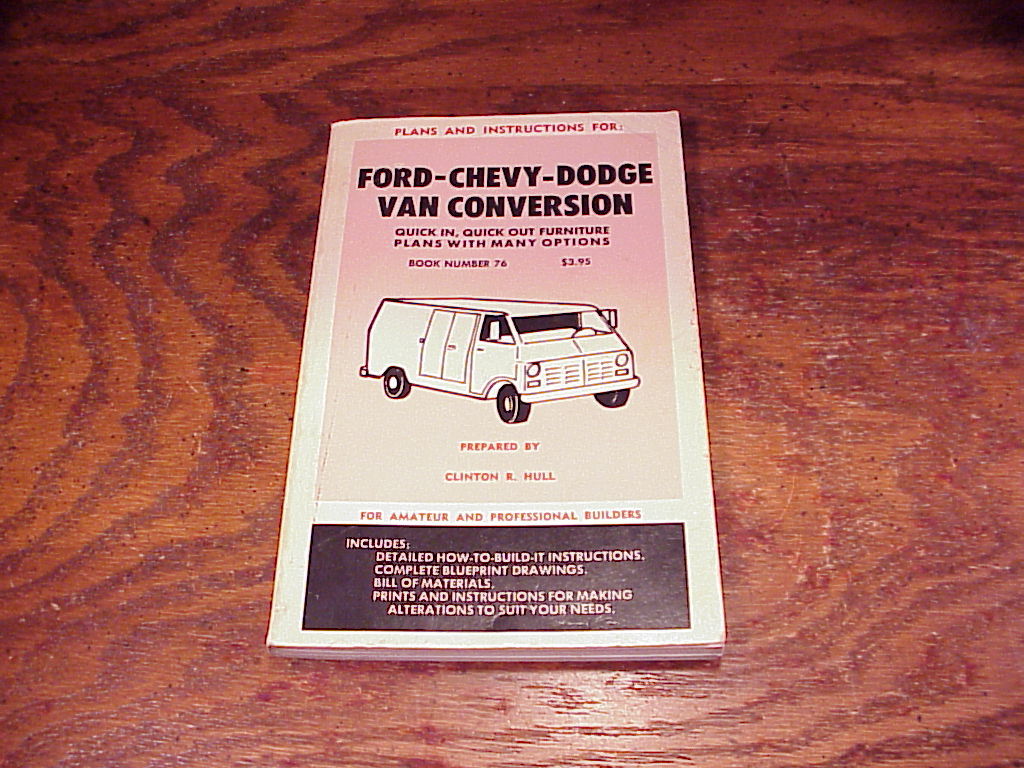 PLANS AND INSTRUCTIONS FOR:
FORD-CHEVY-DODGE
VAN CONVERSION
QUICK IN, QUICK OUT FURNITURE
PLANS WITH MANY OPTIONS
BOOK NUMBER 76 $3.95
PREPARED BY
CLINTON R. HULL
FOR AMATEUR AND PROFESSIONAL BUILDERS
INCLUDES:
DETAILED HOW-TO-BUILD-IT INSTRUCTIONS.
COMPLETE BLUEPRINT DRAWINGS.
BILL OF MATERIALS.
PRINTS AND INSTRUCTIONS FOR MAKING
ALTERATIONS TO SUIT YOUR NEEDS.